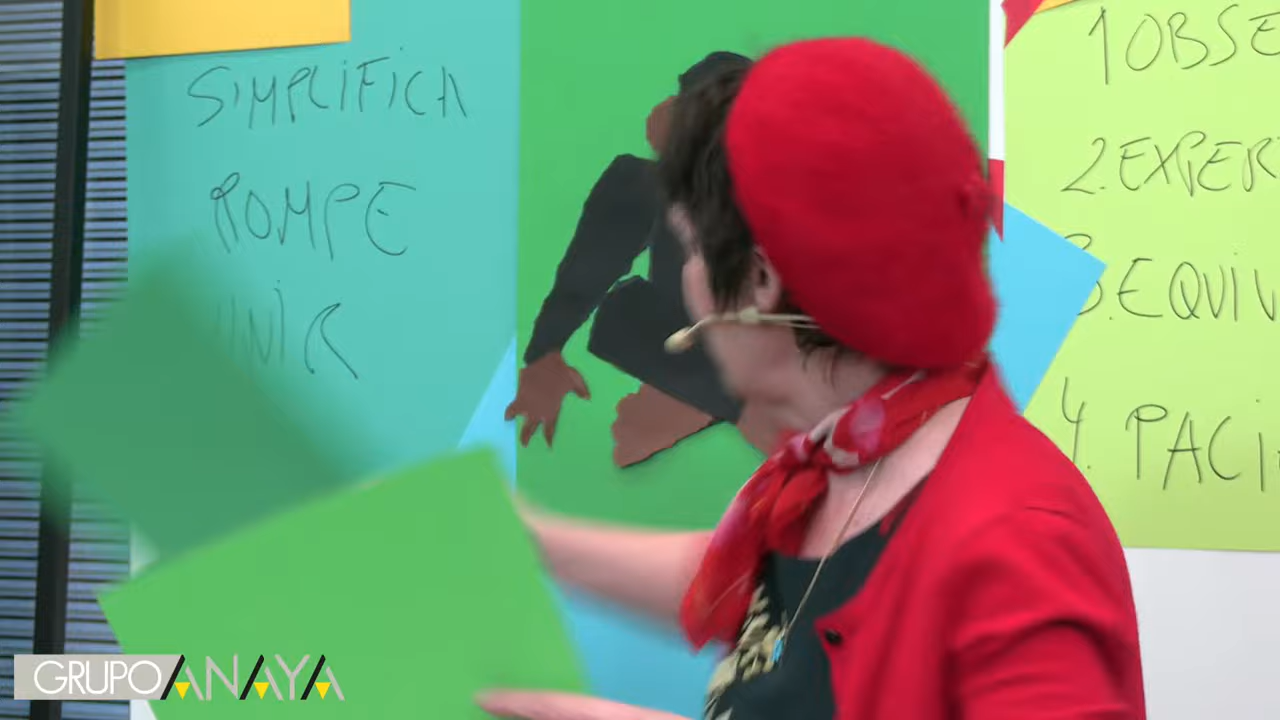 SIMPLIFICA
ROMPE
1 OBSE
2. EXPER
3. EQUIV
4. PACI
GRUPO ANAYA